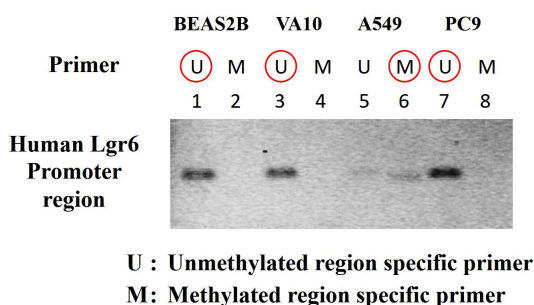 BEAS2B VA10 A549 PC9
Primer U M U M U M U M
1 2 3 4 5 6 7 8
Human Lgr6
Promoter
region
U : Unmethylated region specific primer
M: Methylated region specific primer